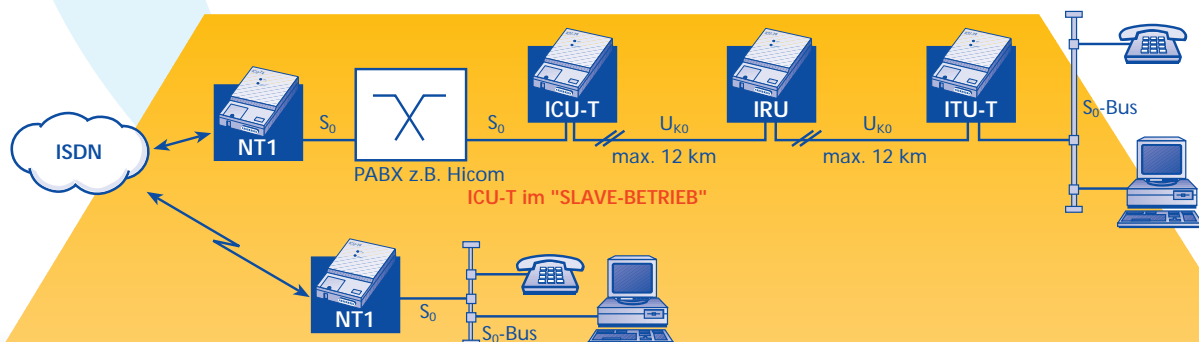 ISDN
NT1
S0
PABX z.B. Hicom
S0
ICU-T
UK0
max. 12 km
IRU
UK0
max. 12 km
ITU-T
S0-Bus
ICU-T im "SLAVE-BETRIEB"
NT1
S0
S0-Bus